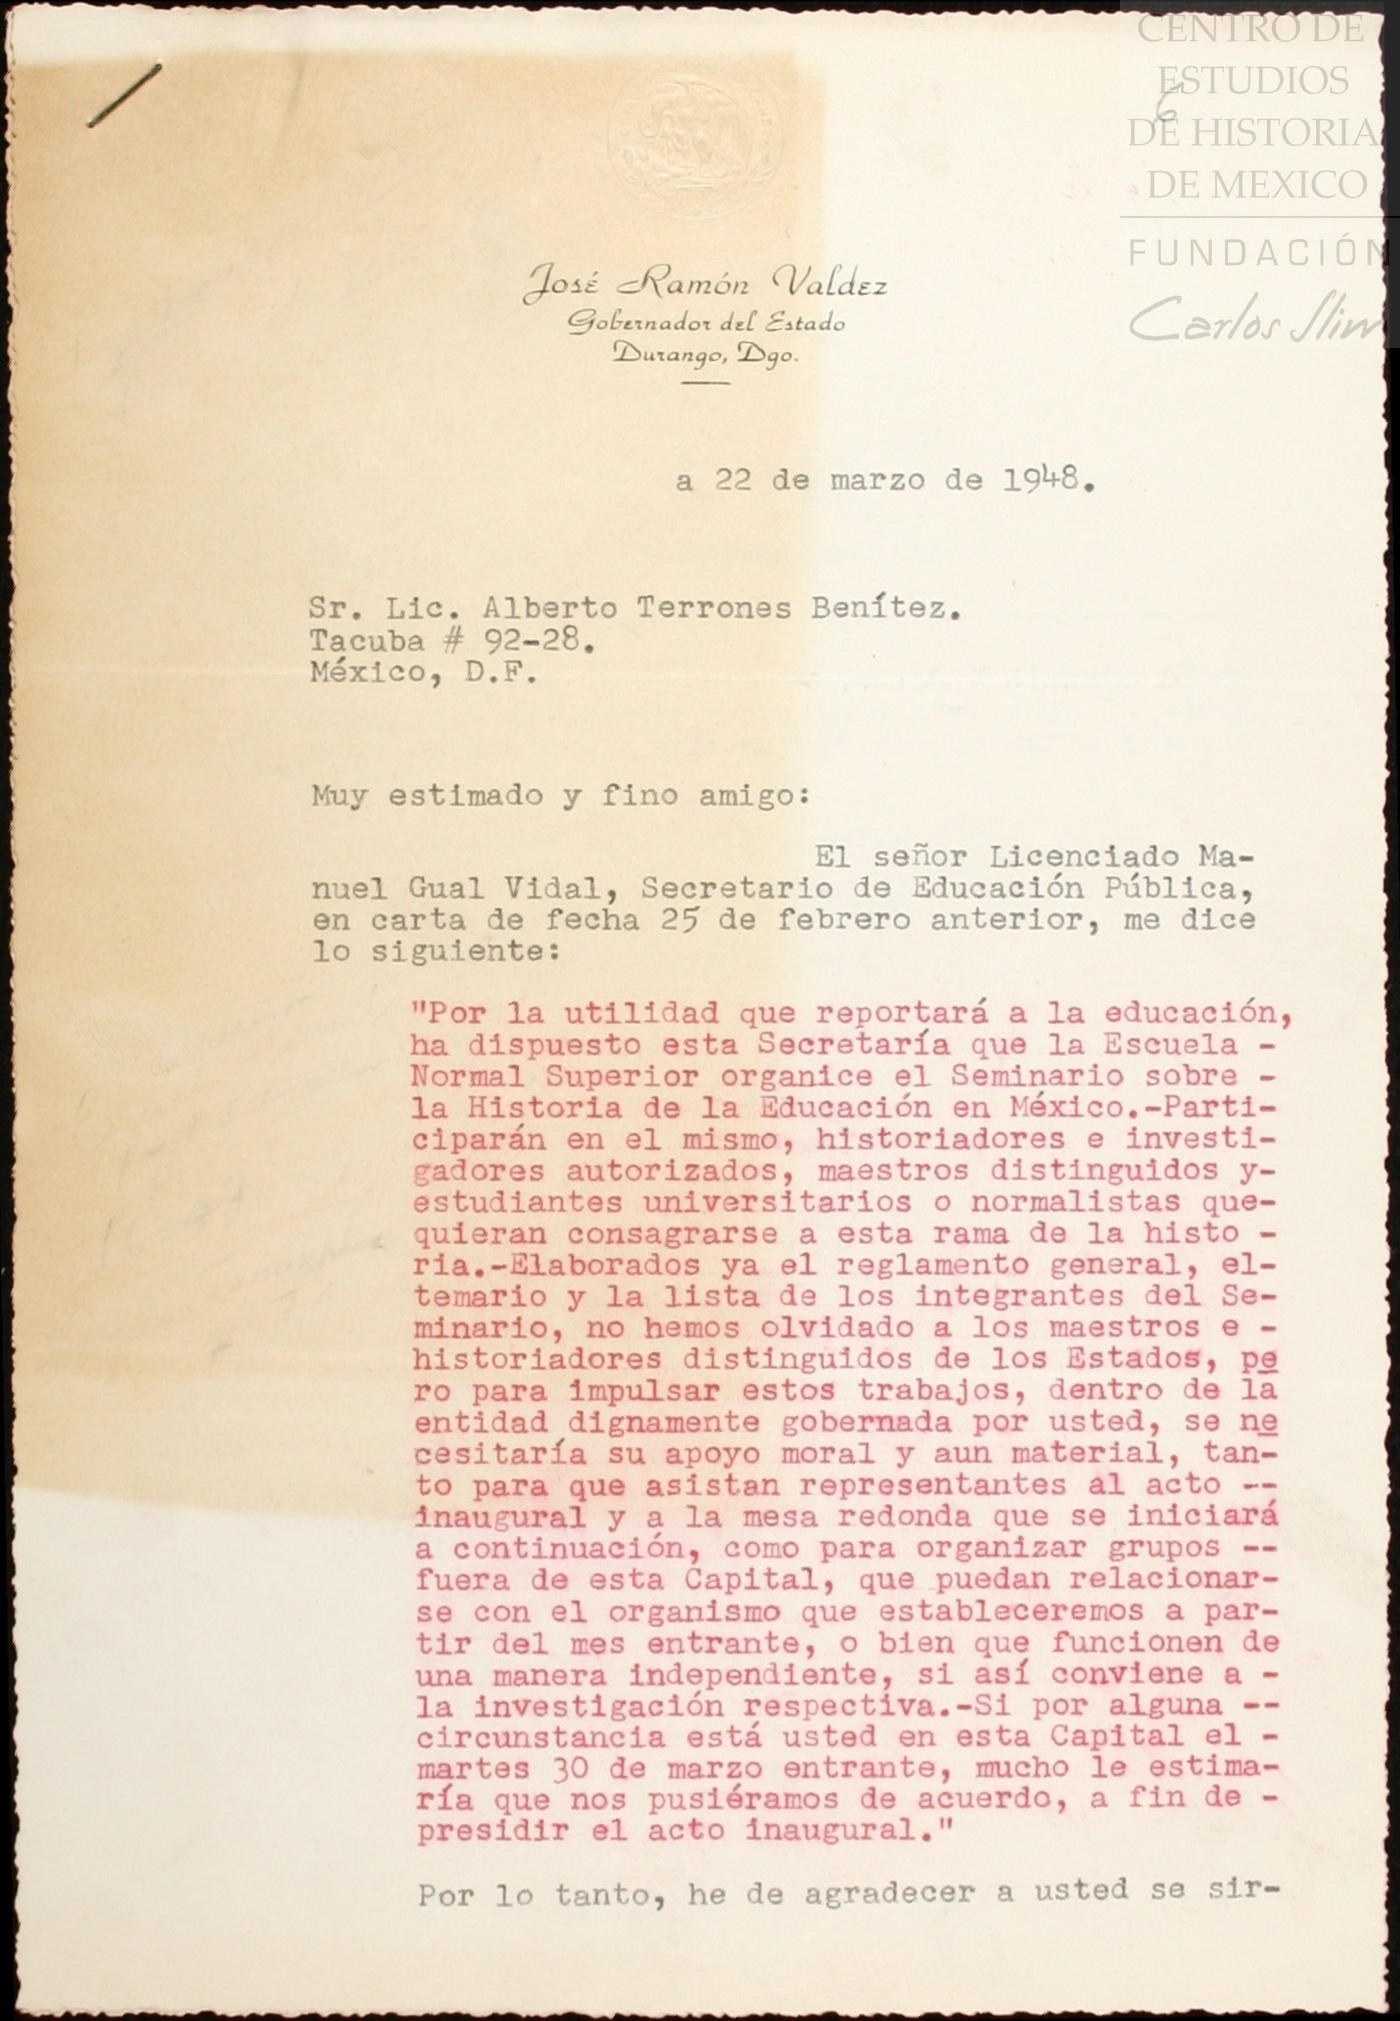 CENTRO DE
ESTUDIOS
DE HISTORIA
DE MEXICO
FUNDACIÓN
Carlos Slim
6
José Ramón Valdez
Gobernador del Estado
Durango, Dgo.
a 22 de marzo de 1948.
Sr. Lic. Alberto Terrones Benítez.
Tacuba # 92-28.
México, D.F.
Muy estimado y fino amigo:
El señor Licenciado Ma-
nuel Gual Vidal, Secretario de Educación Pública,
en carta de fecha 25 de febrero anterior, me dice
lo siguiente:
"Por la utilidad que reportará a la educación,
ha dispuesto esta Secretaría que la Escuela -
Normal Superior organice el Seminario sobre -
la Historia de la Educación en México.-Parti-
ciparán en el mismo, historiadores e investi-
gadores autorizados, maestros distinguidos y-
estudiantes universitarios o normalistas que-
quieran consagrarse a esta rama de la histo -
ria.-Elaborados ya el reglamento general, el-
temario y la lista de los integrantes del Se-
minario, no hemos olvidado a los maestros e -
historiadores distinguidos de los Estados, pe
ro para impulsar estos trabajos, dentro de la
entidad dignamente gobernada por usted, se ne
cesitaría su apoyo moral y aun material, tan-
to para que asistan representantes al acto --
inaugural y a la mesa redonda que se iniciará
a continuación, como para organizar grupos --
fuera de esta Capital, que puedan relacionar-
se con el organismo que estableceremos a par-
tir del mes entrante, o bien que funcionen de
una manera independiente, si así conviene a -
la investigación respectiva.-Si por alguna --
circunstancia está usted en esta Capital el -
martes 30 de marzo entrante, mucho le estima-
ría que nos pusiéramos de acuerdo, a fin de -
presidir el acto inaugural."
Por lo tanto, he de agradecer a usted se sir-